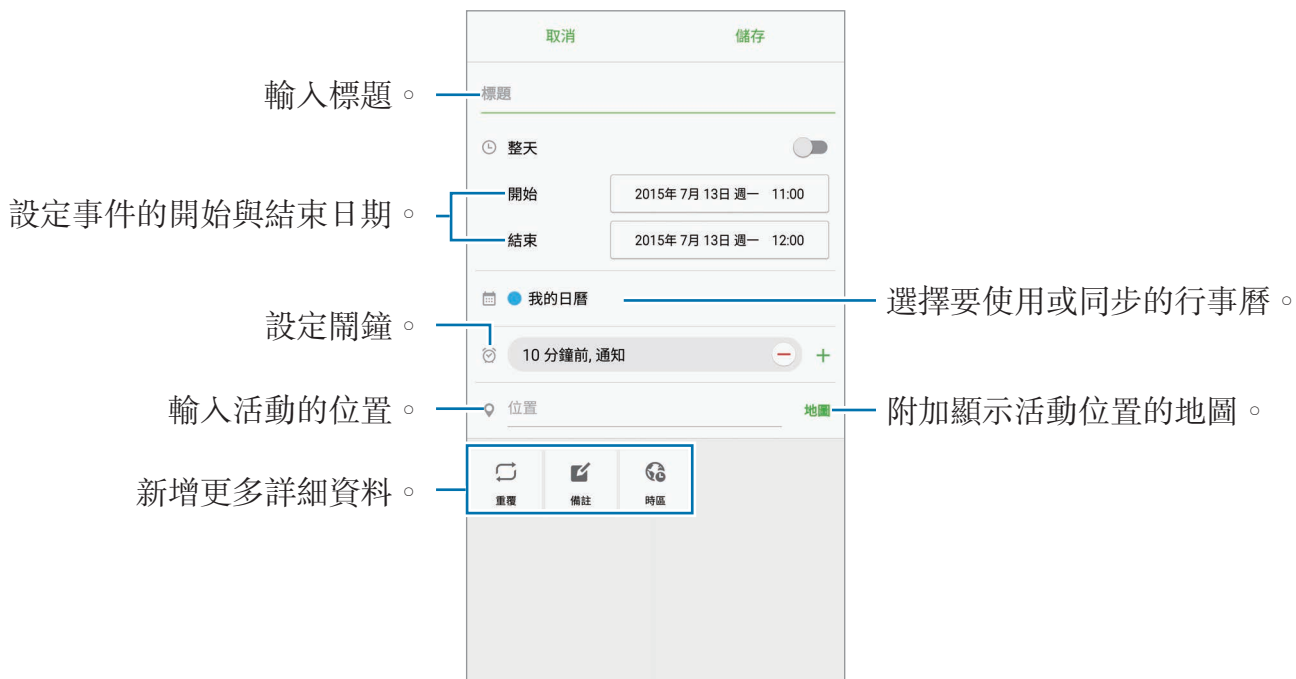 取消 儲存
輸入標題。 標題
整天
開始 2015年 7月 13日 週一 11:00
設定事件的開始與結束日期。
結束 2015年 7月 13日 週一 12:00
我的日曆 選擇要使用或同步的行事曆。
設定鬧鐘。
10 分鐘前, 通知
輸入活動的位置。 位置 地圖 附加顯示活動位置的地圖。
新增更多詳細資料。
重覆 備註 時區